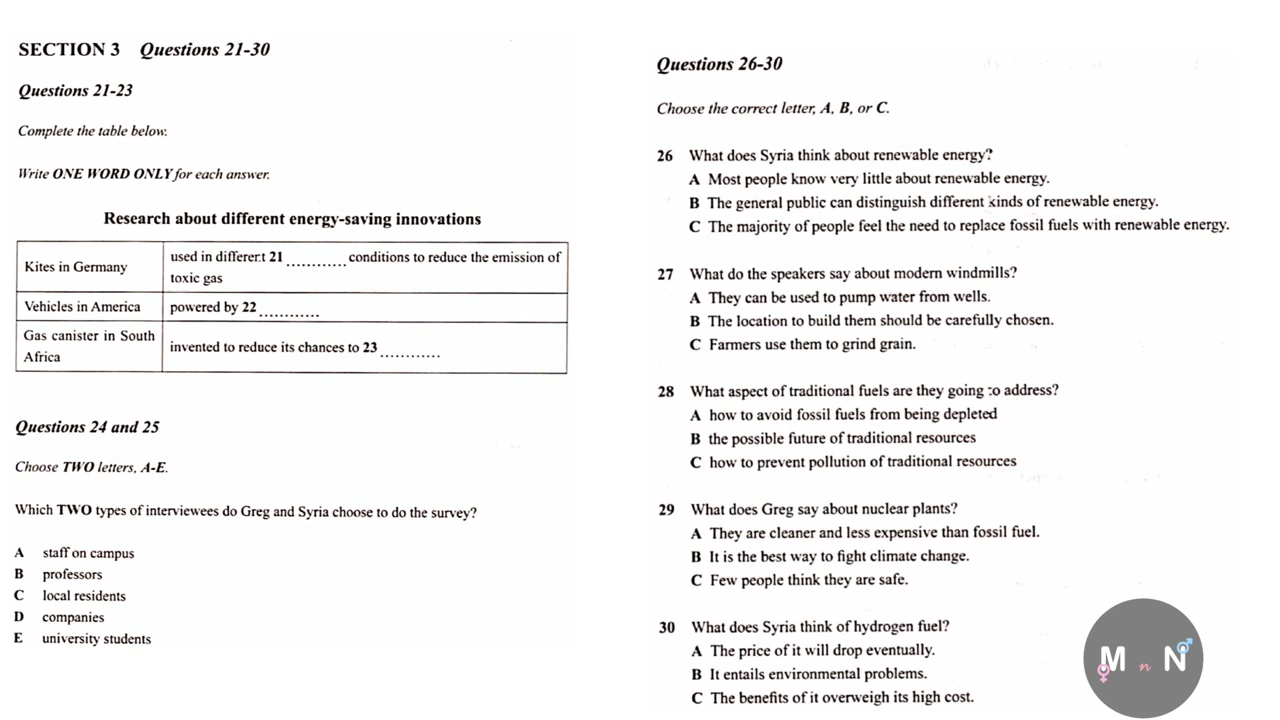 SECTION 3 Questions 21-30
Questions 21-23
Complete the table below.
Write ONE WORD ONLY for each answer.
Research about different energy-saving innovations
Kites in Germany
used in different 21 ............ conditions to reduce the emission of
toxic gas
Vehicles in America
powered by 22 ............
Gas canister in South
Africa
invented to reduce its chances to 23 ............
Questions 24 and 25
Choose TWO letters, A-E.
Which TWO types of interviewees do Greg and Syria choose to do the survey?
A staff on campus
B professors
C local residents
D companies
E university students
Questions 26-30
Choose the correct letter, A, B, or C.
26 What does Syria think about renewable energy?
A Most people know very little about renewable energy.
B The general public can distinguish different kinds of renewable energy.
C The majority of people feel the need to replace fossil fuels with renewable energy.
27 What do the speakers say about modern windmills?
A They can be used to pump water from wells.
B The location to build them should be carefully chosen.
C Farmers use them to grind grain.
28 What aspect of traditional fuels are they going to address?
A how to avoid fossil fuels from being depleted
B the possible future of traditional resources
C how to prevent pollution of traditional resources
29 What does Greg say about nuclear plants?
A They are cleaner and less expensive than fossil fuel.
B It is the best way to fight climate change.
C Few people think they are safe.
30 What does Syria think of hydrogen fuel?
A The price of it will drop eventually.
B It entails environmental problems.
C The benefits of it overweigh its high cost.
M n N